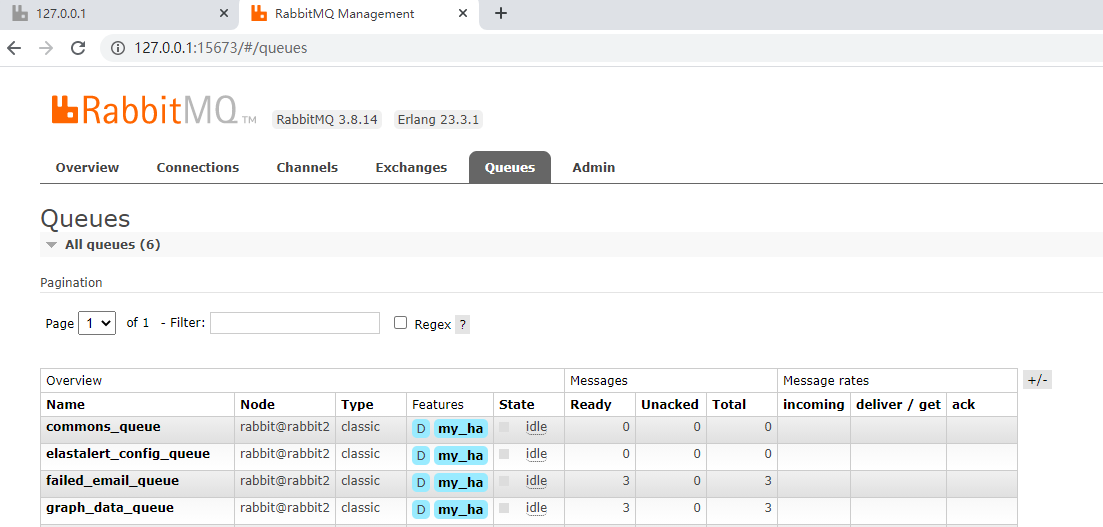 127.0.0.1
RabbitMQ Management
127.0.0.1:15673/#/queues
RabbitMQ TM RabbitMQ 3.8.14 Erlang 23.3.1
Overview Connections Channels Exchanges Queues Admin
Queues
All queues (6)
Pagination
Page 1 of 1 - Filter: Regex ?
Overview Messages Message rates +/-
Name Node Type Features State Ready Unacked Total incoming deliver / get ack
commons_queue rabbit@rabbit2 classic D my_ha idle 0 0 0
elastalert_config_queue rabbit@rabbit2 classic D my_ha idle 0 0 0
failed_email_queue rabbit@rabbit2 classic D my_ha idle 3 0 3
graph_data_queue rabbit@rabbit2 classic D my_ha idle 3 0 3